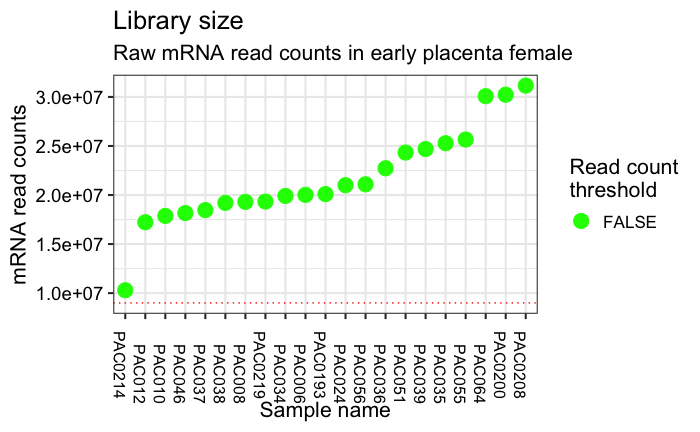 Library size
Raw mRNA read counts in early placenta female
mRNA read counts
3.0e+07
2.5e+07
2.0e+07
1.5e+07
1.0e+07
PAC0214
PAC012
PAC010
PAC046
PAC037
PAC038
PAC008
PAC0219
PAC034
PAC006
PAC0193
PAC024
PAC056
PAC036
PAC051
PAC039
PAC035
PAC055
PAC064
PAC0200
PAC0208
Sample name
Read count
threshold
FALSE